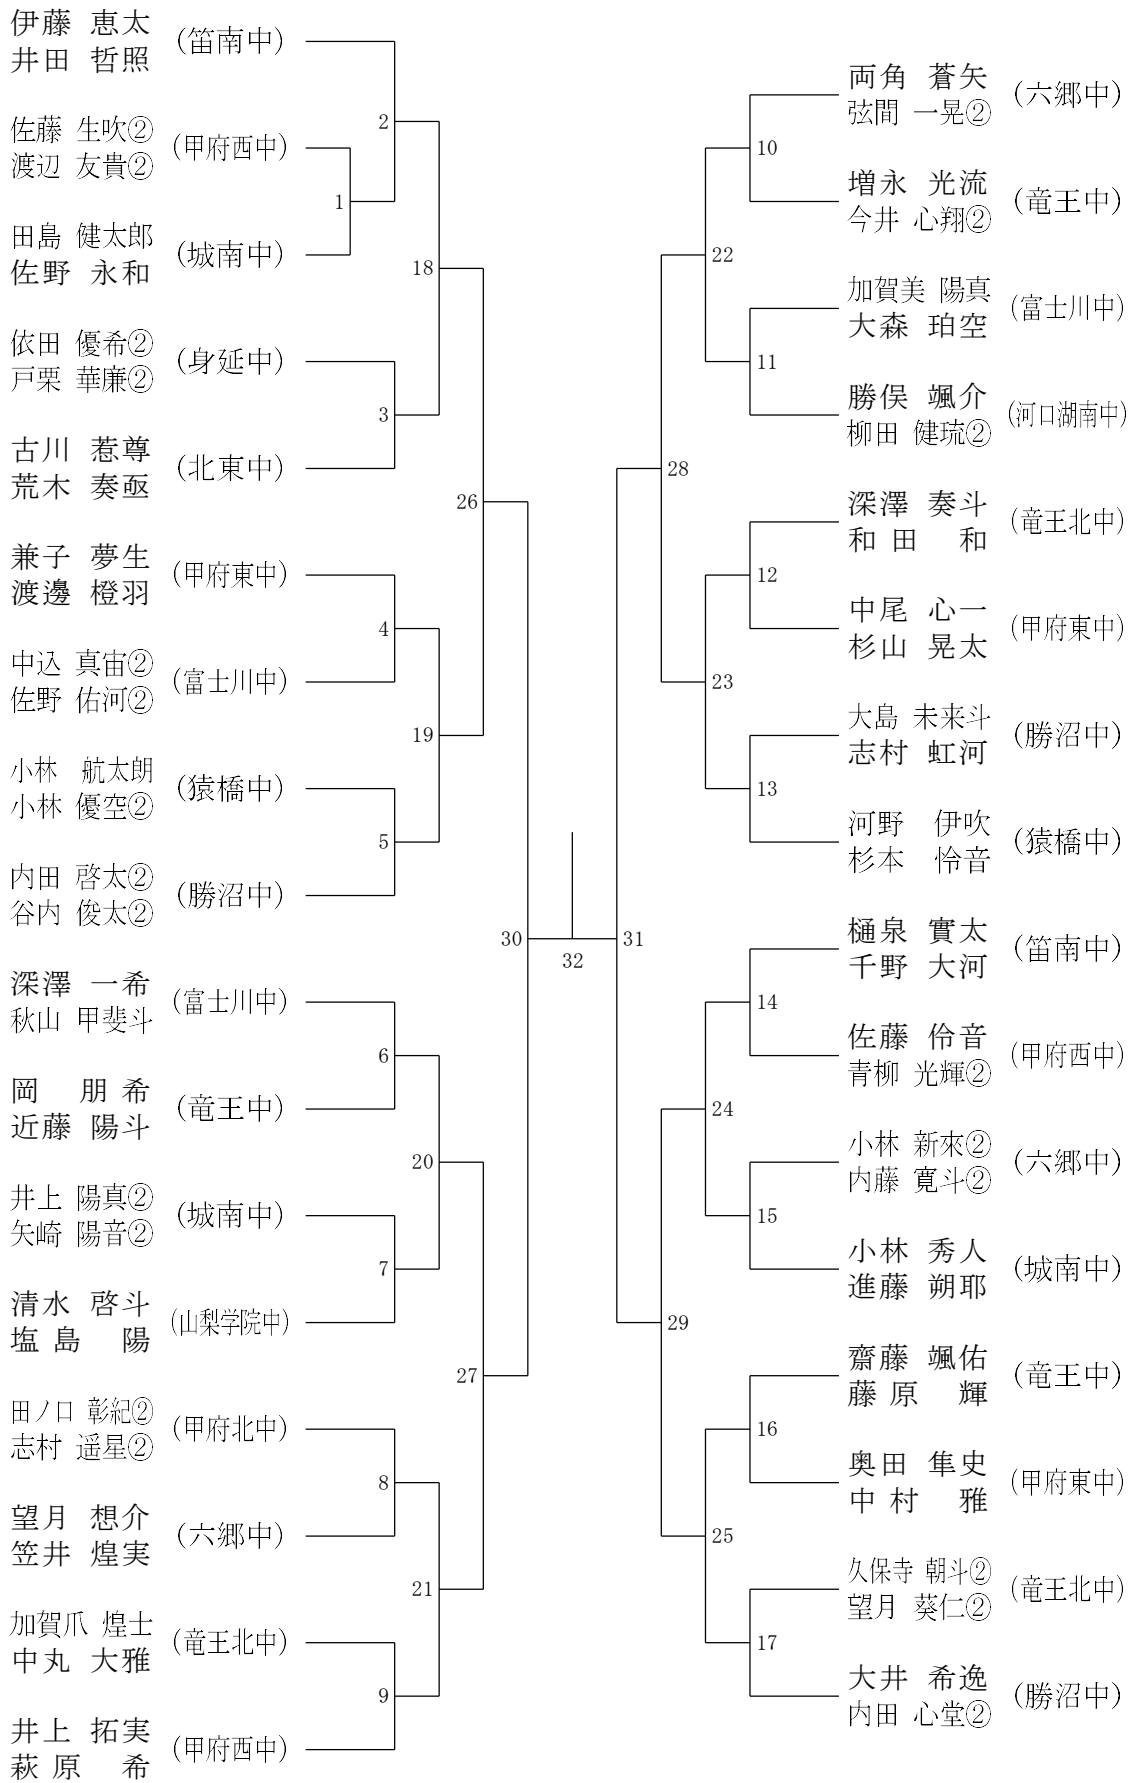 伊藤 恵太
井田 哲照
(笛南中)
佐藤 生吹②
渡辺 友貴②
(甲府西中)
田島 健太郎
佐野 永和
(城南中)
依田 優希②
戸栗 華廉②
(身延中)
古川 惹尊
荒木 奏亟
(北東中)
兼子 夢生
渡邊 橙羽
(甲府東中)
中込 真宙②
佐野 佑河②
(富士川中)
小林 航太朗
小林 優空②
(猿橋中)
内田 啓太②
谷内 俊太②
(勝沼中)
深澤 一希
秋山 甲斐斗
(富士川中)
岡 朋希
近藤 陽斗
(竜王中)
井上 陽真②
矢崎 陽音②
(城南中)
清水 啓斗
塩島 陽
(山梨学院中)
田ノ口 彰紀②
志村 遥星②
(甲府北中)
望月 想介
笠井 煌実
(六郷中)
加賀爪 煌士
中丸 大雅
(竜王北中)
井上 拓実
萩原 希
(甲府西中)
1
2
3
4
5
6
7
8
9
18
19
20
21
26
27
30
32
31
28
29
22
23
24
25
10
11
12
13
14
15
16
17
両角 蒼矢
弦間 一晃②
(六郷中)
増永 光流
今井 心翔②
(竜王中)
加賀美 陽真
大森 珀空
(富士川中)
勝俣 颯介
柳田 健琉②
(河口湖南中)
深澤 奏斗
和田 和
(竜王北中)
中尾 心一
杉山 晃太
(甲府東中)
大島 未来斗
志村 虹河
(勝沼中)
河野 伊吹
杉本 怜音
(猿橋中)
樋泉 實太
千野 大河
(笛南中)
佐藤 伶音
青柳 光輝②
(甲府西中)
小林 新來②
内藤 寛斗②
(六郷中)
小林 秀人
進藤 朔耶
(城南中)
齋藤 颯佑
藤原 輝
(竜王中)
奥田 隼史
中村 雅
(甲府東中)
久保寺 朝斗②
望月 葵仁②
(竜王北中)
大井 希逸
内田 心堂②
(勝沼中)